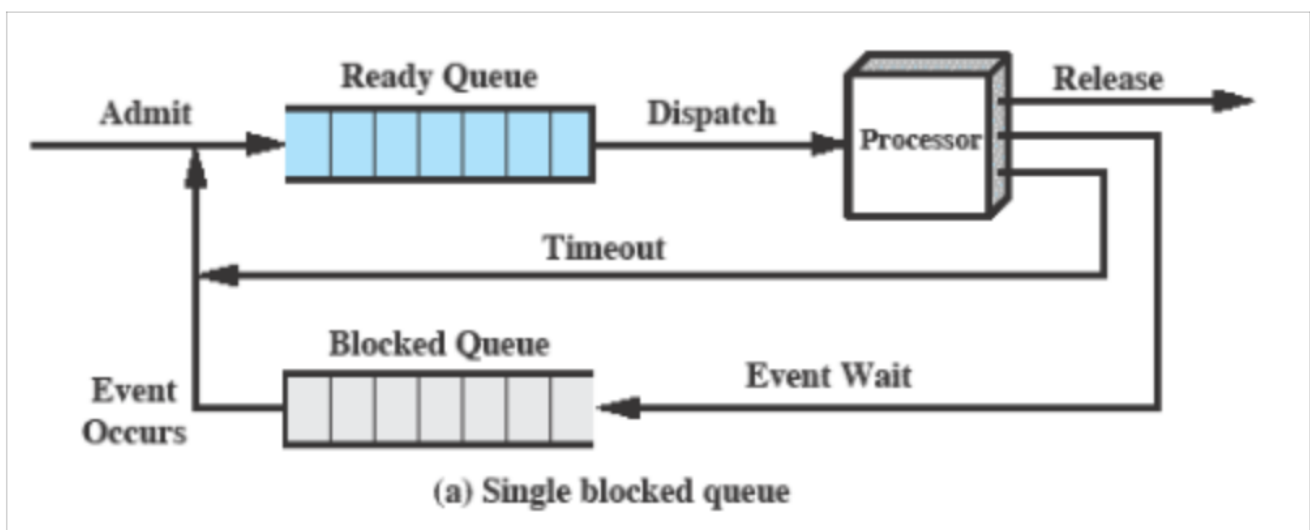 Ready Queue
Admit
Dispatch
Processor
Release
Timeout
Blocked Queue
Event Wait
Event
Occurs
(a) Single blocked queue